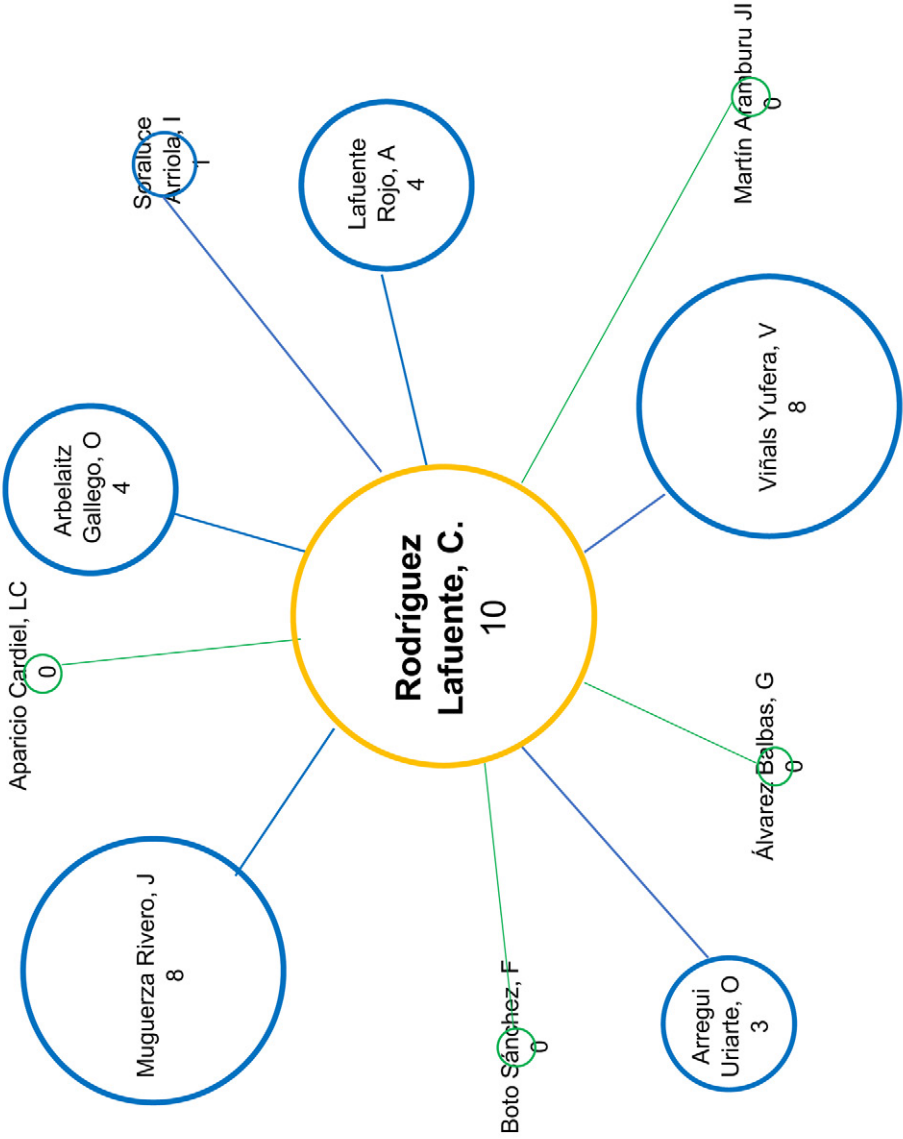 Aparicio Cardiel, LC
0
Arbelaitz
Gallego, O
4
Muguerza Rivero, J
8
Soraluce
Arriola, I
1
Lafuente
Rojo, A
4
Rodríguez
Lafuente, C.
10
Boto Sánchez, F
0
Arregui
Uriarte, O
3
Álvarez Balbas, G
0
Viñals Yufera, V
8
Martín Aramburu JI
0